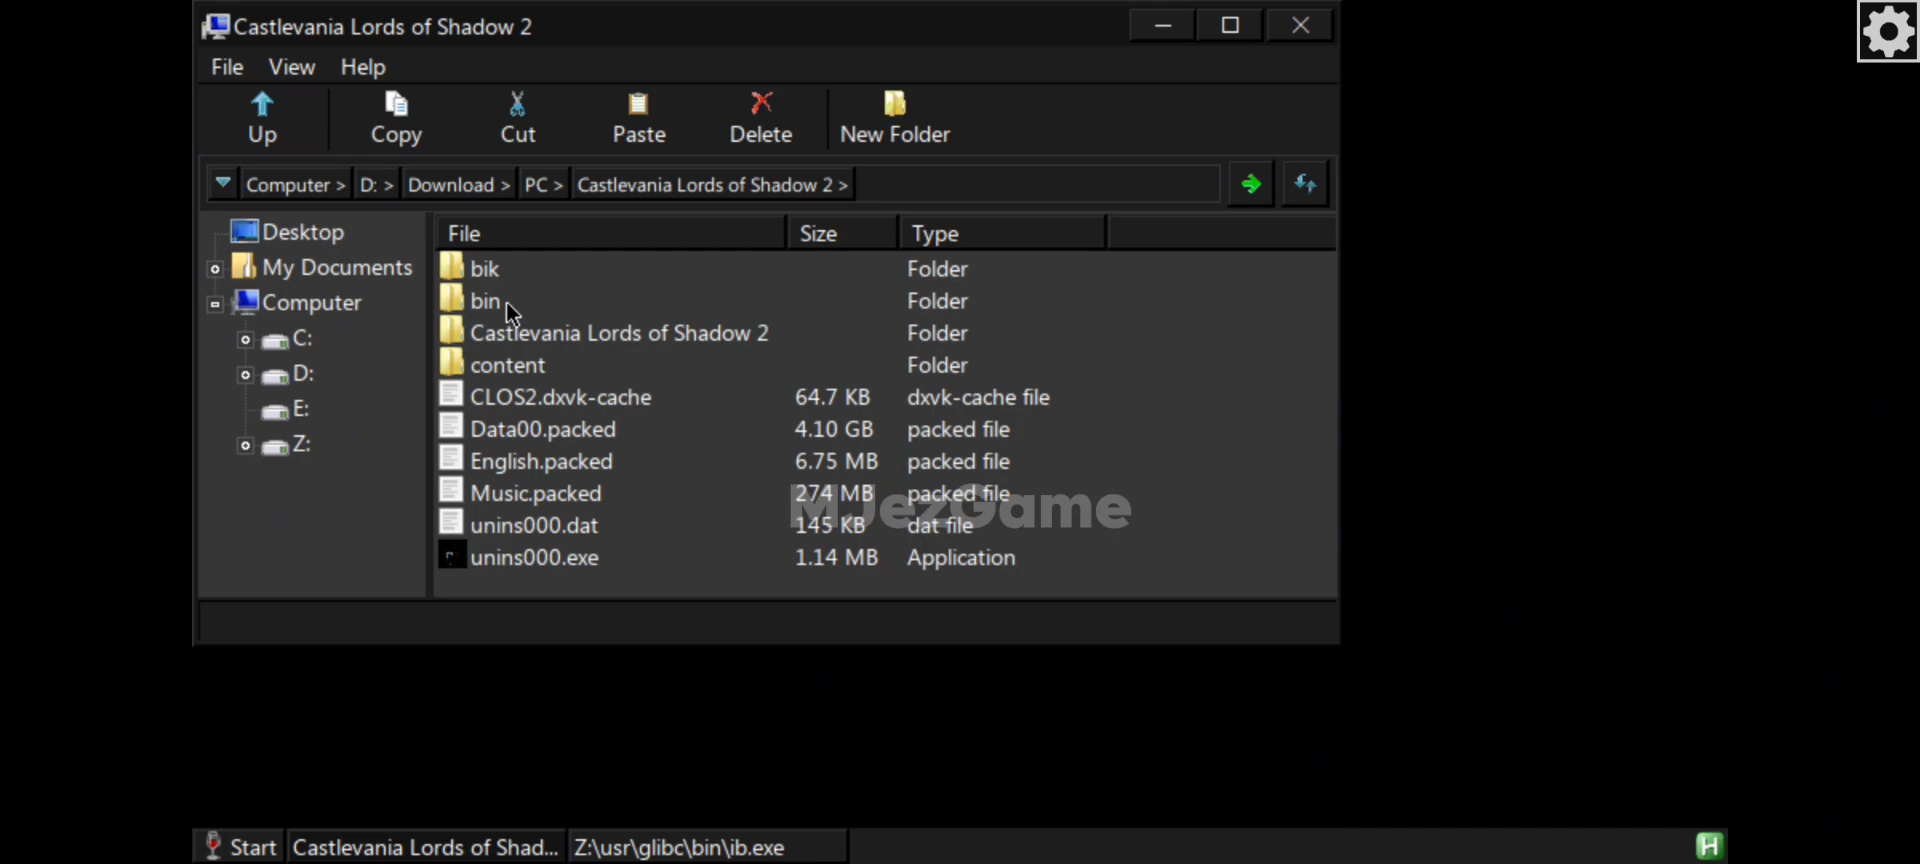 Castlevania Lords of Shadow 2
File View Help
Up Copy Cut Paste Delete New Folder
Computer > D: > Download > PC > Castlevania Lords of Shadow 2 >
Desktop
My Documents
Computer
C:
D:
E:
Z:
File Size Type
bik Folder
bin Folder
Castlevania Lords of Shadow 2 Folder
content Folder
CLOS2.dxvk-cache 64.7 KB dxvk-cache file
Data00.packed 4.10 GB packed file
English.packed 6.75 MB packed file
Music.packed 274 MB packed file
MJezGame
unins000.dat 145 KB dat file
unins000.exe 1.14 MB Application
Start Castlevania Lords of Shad... Z:\usr\glibc\bin\ib.exe H